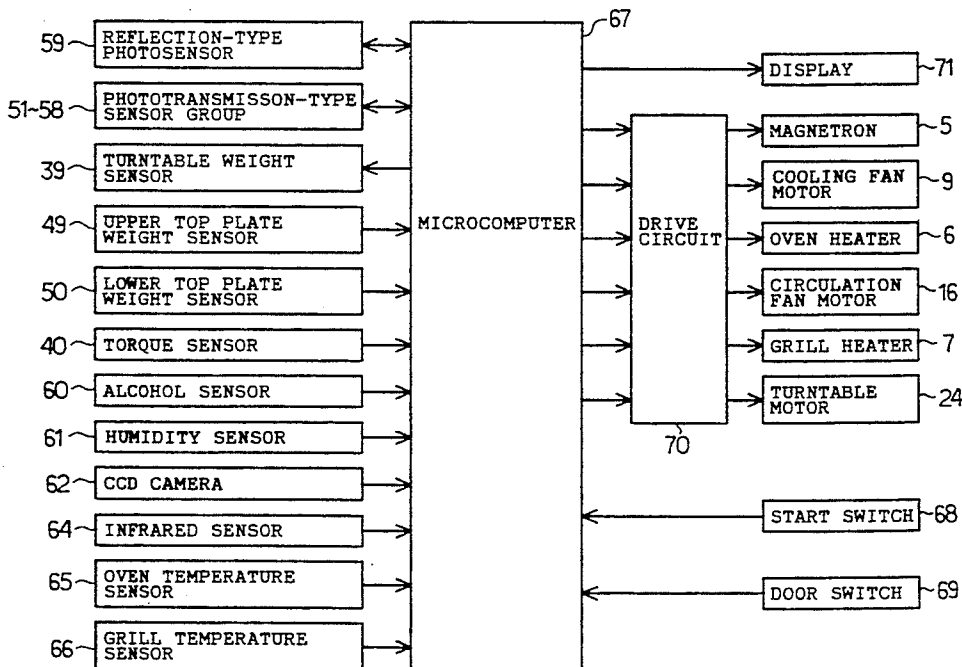 59
REFLECTION-TYPE
PHOTOSENSOR
51~58
PHOTOTRANSMISSON-TYPE
SENSOR GROUP
39
TURNTABLE WEIGHT
SENSOR
49
UPPER TOP PLATE
WEIGHT SENSOR
50
LOWER TOP PLATE
WEIGHT SENSOR
40
TORQUE SENSOR
60
ALCOHOL SENSOR
61
HUMIDITY SENSOR
62
CCD CAMERA
64
INFRARED SENSOR
65
OVEN TEMPERATURE
SENSOR
66
GRILL TEMPERATURE
SENSOR
67
MICROCOMPUTER
DRIVE
CIRCUIT
70
DISPLAY
71
MAGNETRON
5
COOLING FAN
MOTOR
9
OVEN HEATER
6
CIRCULATION
FAN MOTOR
16
GRILL HEATER
7
TURNTABLE
MOTOR
24
START SWITCH
68
DOOR SWITCH
69